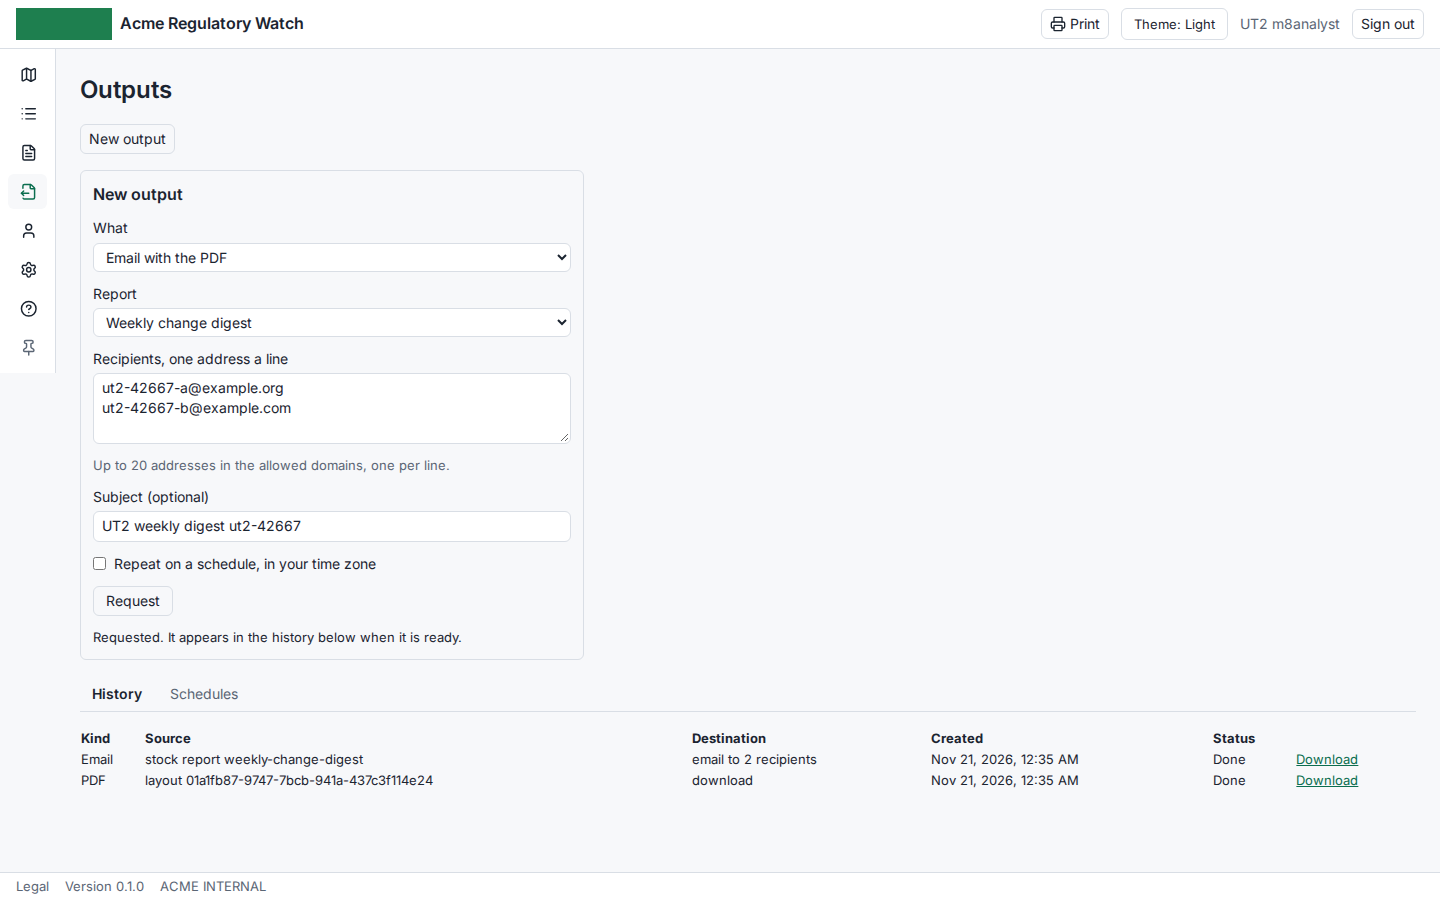 Acme Regulatory Watch
Print
Theme: Light
UT2 m8analyst
Sign out
Outputs
New output
New output
What
Email with the PDF
Report
Weekly change digest
Recipients, one address a line
ut2-42667-a@example.org
ut2-42667-b@example.com
Up to 20 addresses in the allowed domains, one per line.
Subject (optional)
UT2 weekly digest ut2-42667
Repeat on a schedule, in your time zone
Request
Requested. It appears in the history below when it is ready.
History Schedules
Kind Source Destination Created Status
Email stock report weekly-change-digest email to 2 recipients Nov 21, 2026, 12:35 AM Done Download
PDF layout 01a1fb87-9747-7bcb-941a-437c3f114e24 download Nov 21, 2026, 12:35 AM Done Download
Legal Version 0.1.0 ACME INTERNAL